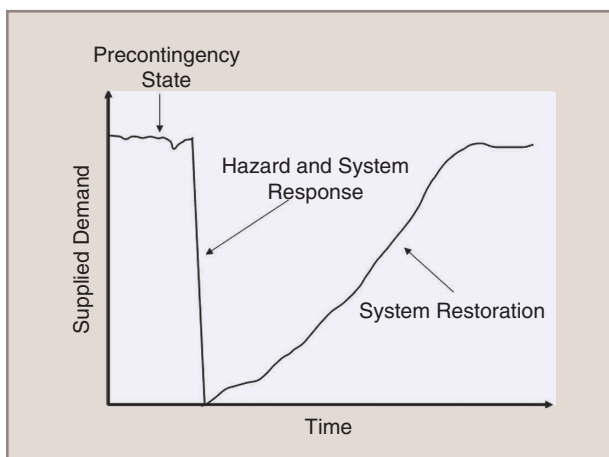 Precontingency
State
Hazard and System
Response
System Restoration
Supplied Demand
Time